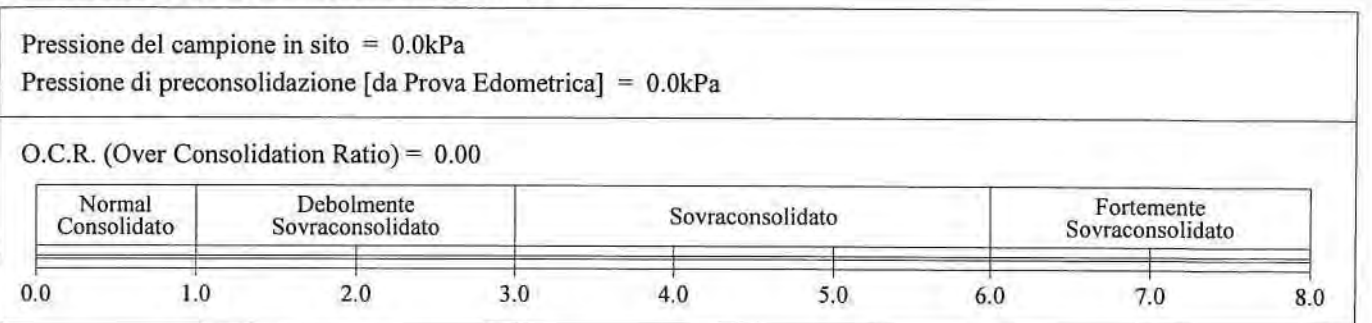 Pressione del campione in sito = 0.0kPa
Pressione di preconsolidazione [da Prova Edometrica] = 0.0kPa
O.C.R. (Over Consolidation Ratio) = 0.00
Normal
Consolidato
Debolmente
Sovraconsolidato
Sovraconsolidato
Fortemente
Sovraconsolidato
0.0 1.0 2.0 3.0 4.0 5.0 6.0 7.0 8.0